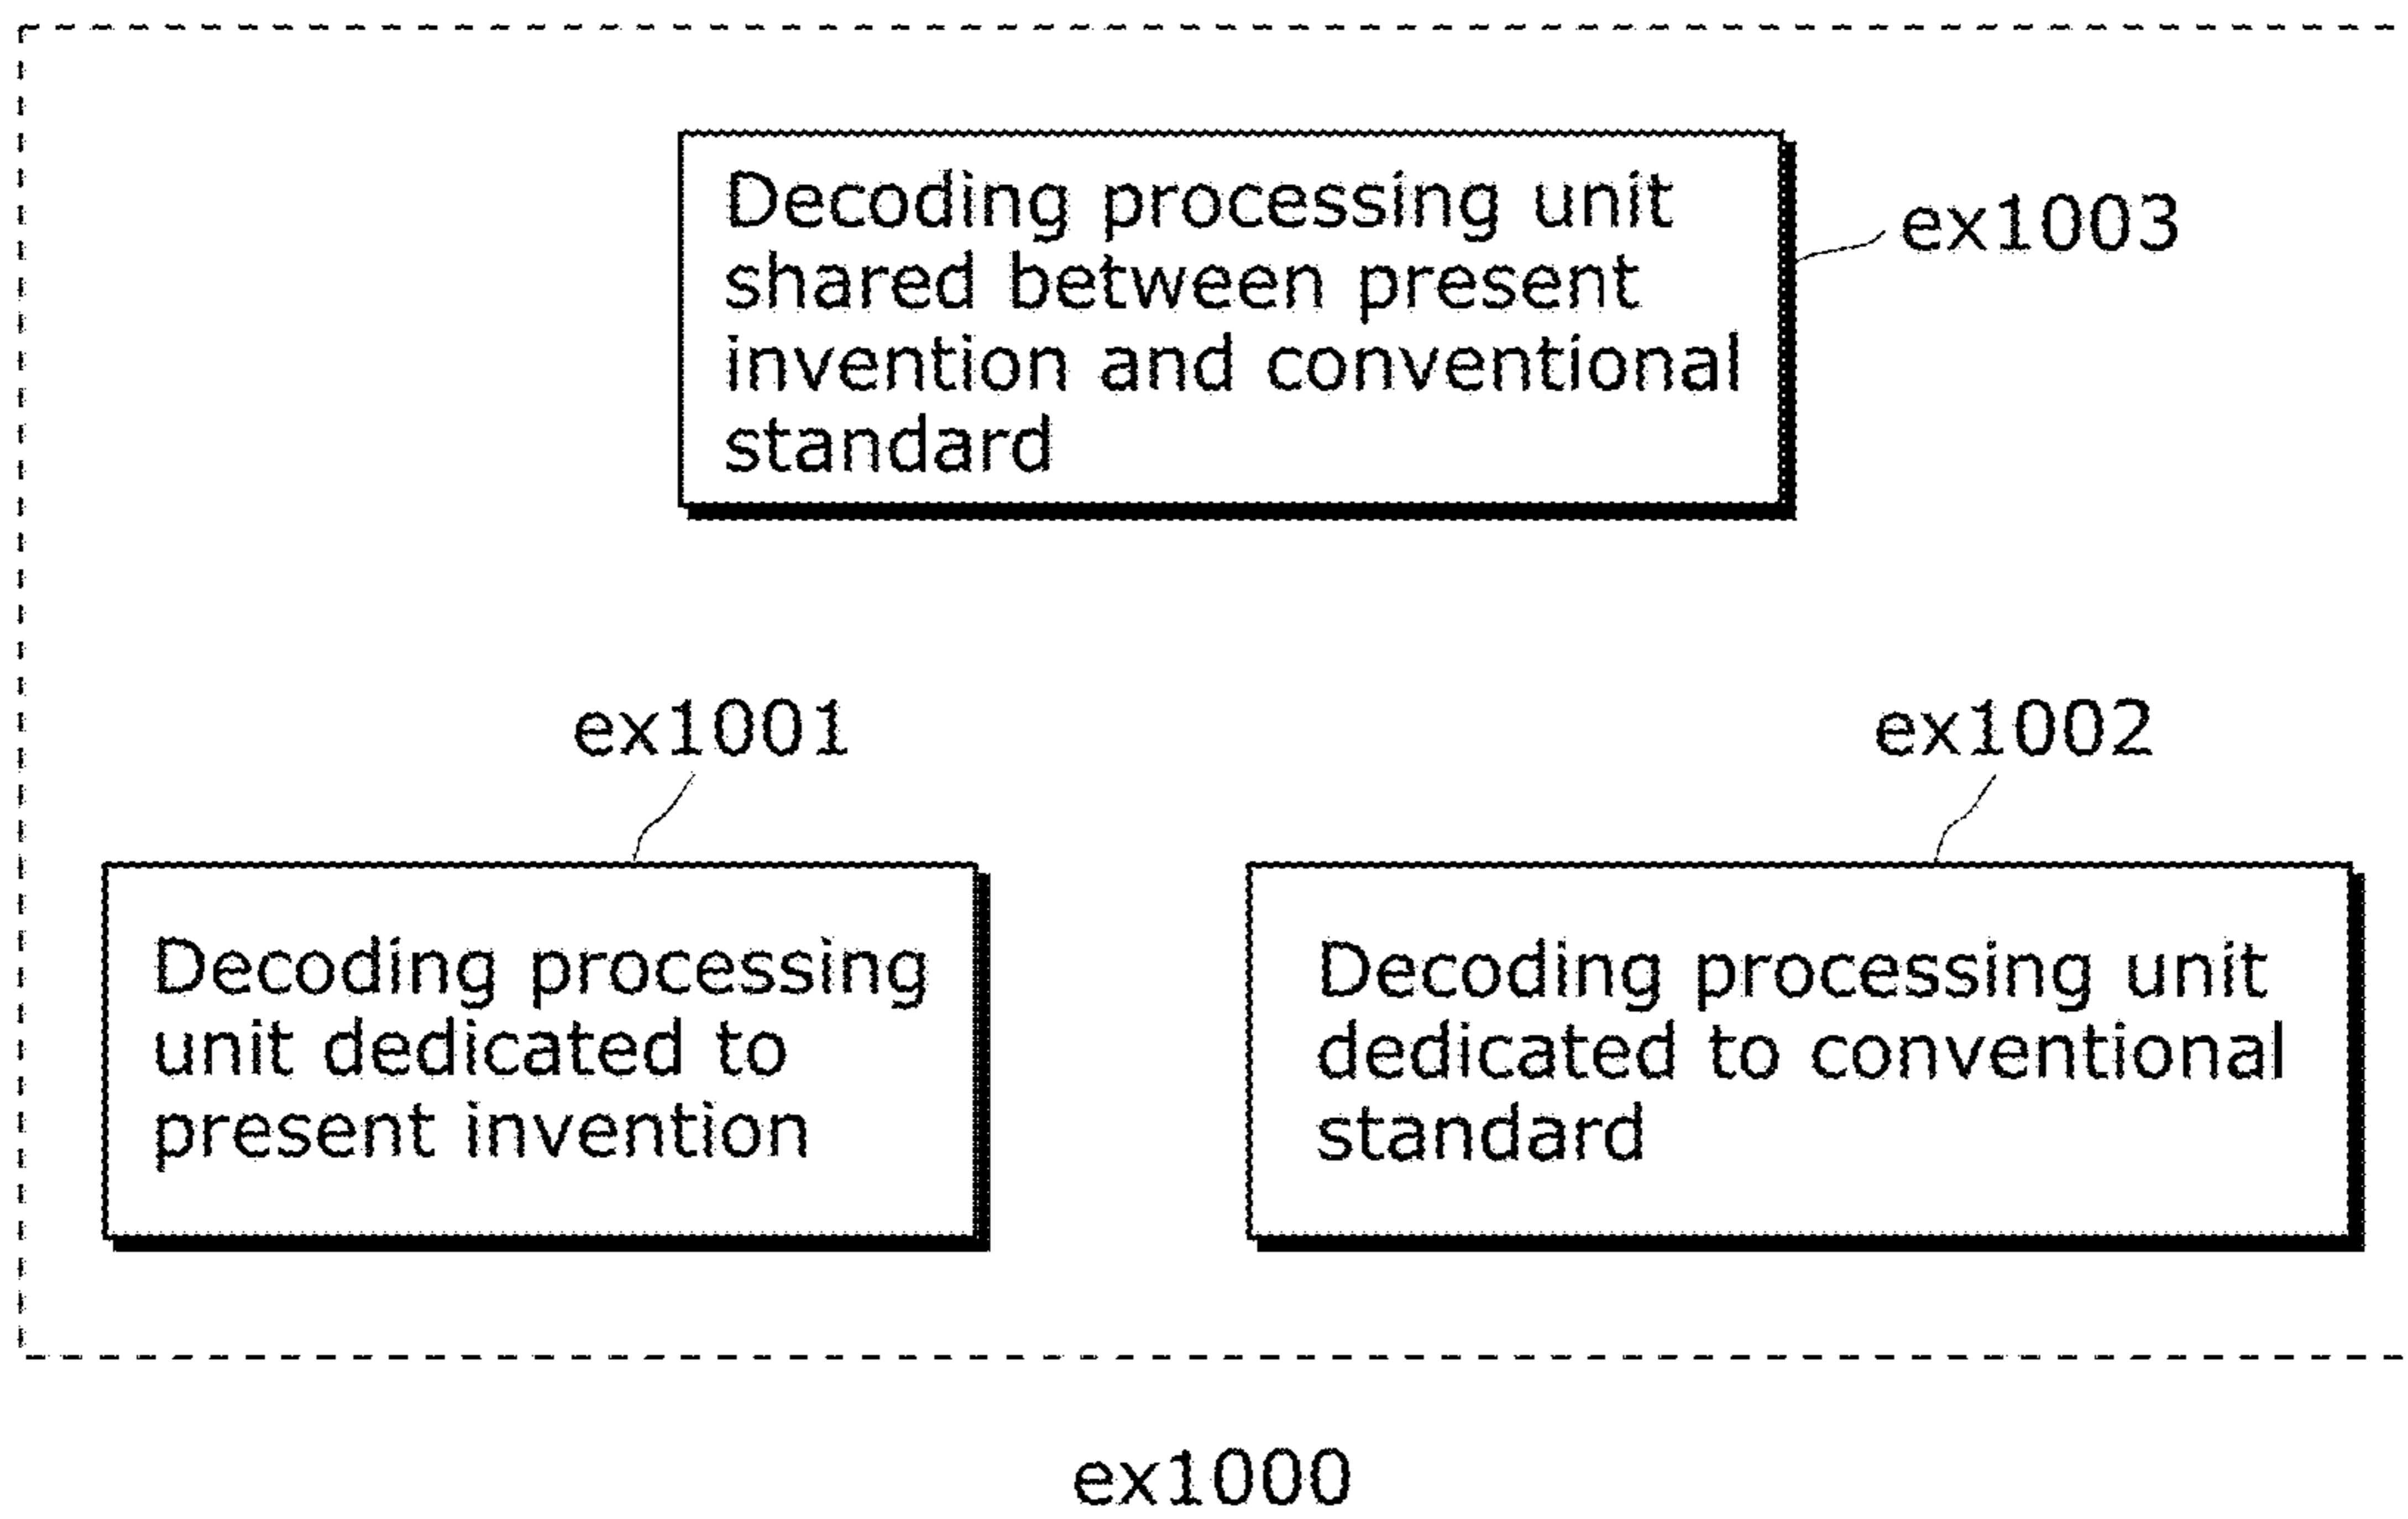 Decoding processing unit
shared between present
invention and conventional
standard
ex1003
ex1001
ex1002
Decoding processing
unit dedicated to
present invention
Decoding processing unit
dedicated to conventional
standard
ex1000